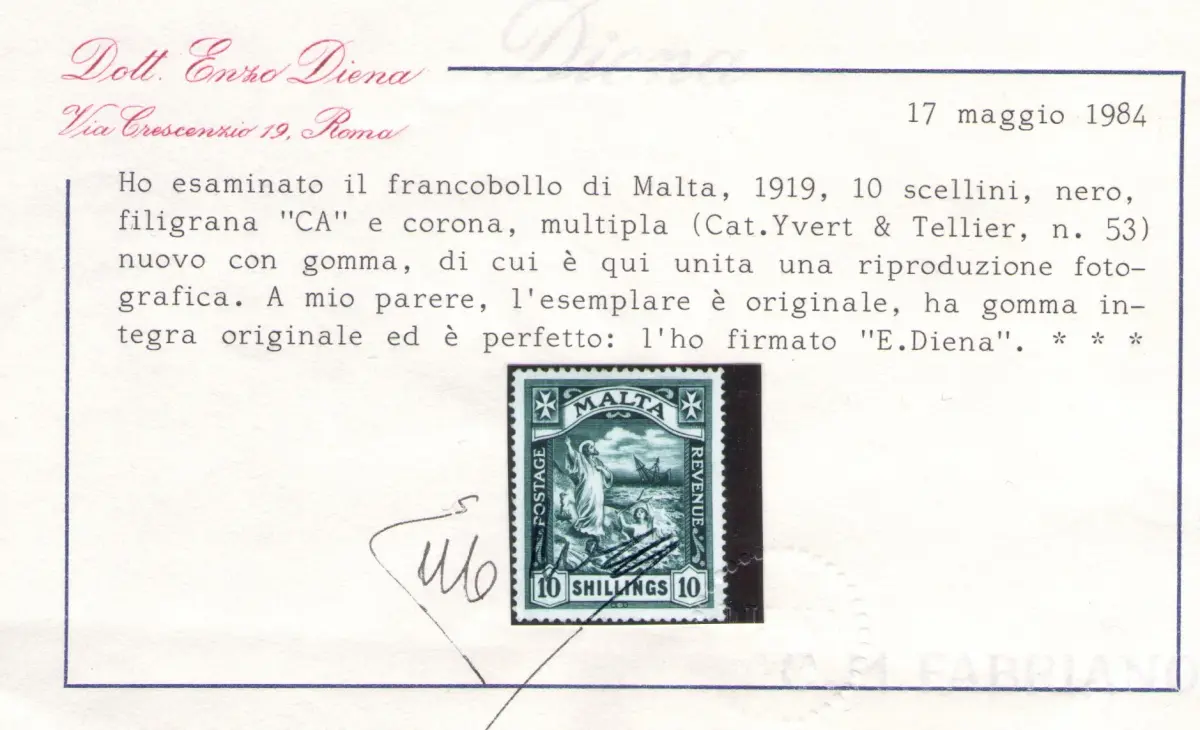 Diena
Dott. Enzo Diena
Via Crescenzio 19, Roma
17 maggio 1984
Ho esaminato il francobollo di Malta, 1919, 10 scellini, nero,
filigrana "CA" e corona, multipla (Cat.Yvert & Tellier, n. 53)
nuovo con gomma, di cui è qui unita una riproduzione foto-
grafica. A mio parere, l'esemplare è originale, ha gomma in-
tegra originale ed è perfetto: l'ho firmato "E.Diena". * * *
MALTA
POSTAGE
REVENUE
10 SHILLINGS 10
C.M. FABRIANO